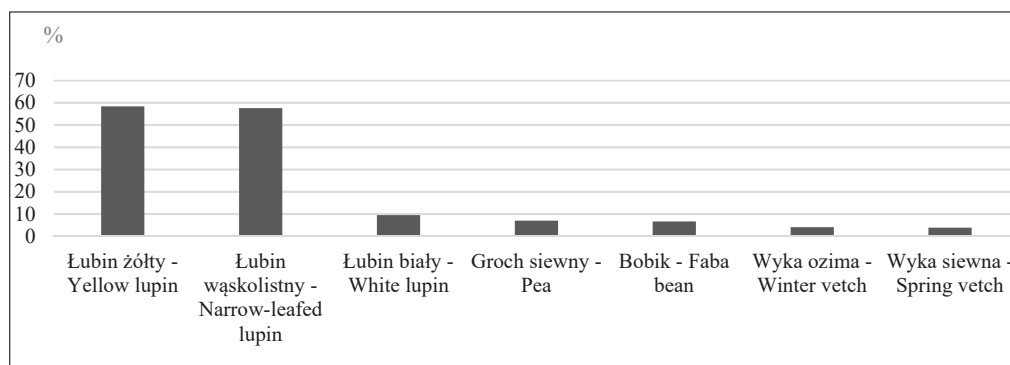 %
70
60
50
40
30
20
10
0
Łubin żółty -
Yellow lupin
Łubin
wąskolistny -
Narrow-leafed
lupin
Łubin biały -
White lupin
Groch siewny -
Pea
Bobik - Faba
bean
Wyka ozima -
Winter vetch
Wyka siewna -
Spring vetch